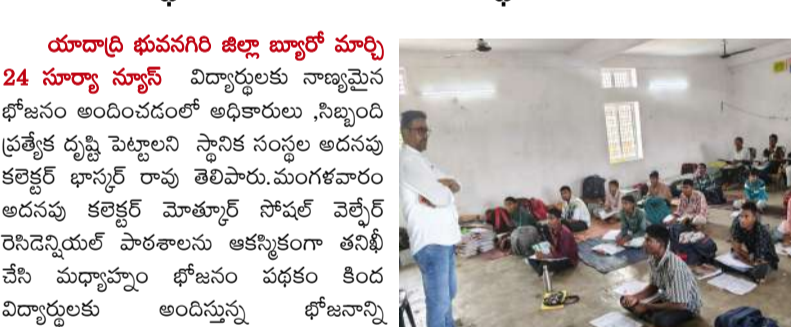 యాదాద్రి భువనగిరి జిల్లా బ్యూరో మార్చి
24 సూర్యా న్యూస్ విద్యార్థులకు నాణ్యమైన
భోజనం అందించడంలో అధికారులు ,సిబ్బంది
ప్రత్యేక దృష్టి పెట్టాలని స్థానిక సంస్థల అదనపు
కలెక్టర్ భాస్కర్ రావు తెలిపారు.మంగళవారం
అదనపు కలెక్టర్ మోత్కూర్ సోషల్ వెల్ఫేర్
రెసిడెన్షియల్ పాఠశాలను ఆకస్మికంగా తనిఖీ
చేసి మధ్యాహ్నం భోజనం పథకం కింద
విద్యార్థులకు అందిస్తున్న భోజనాన్ని